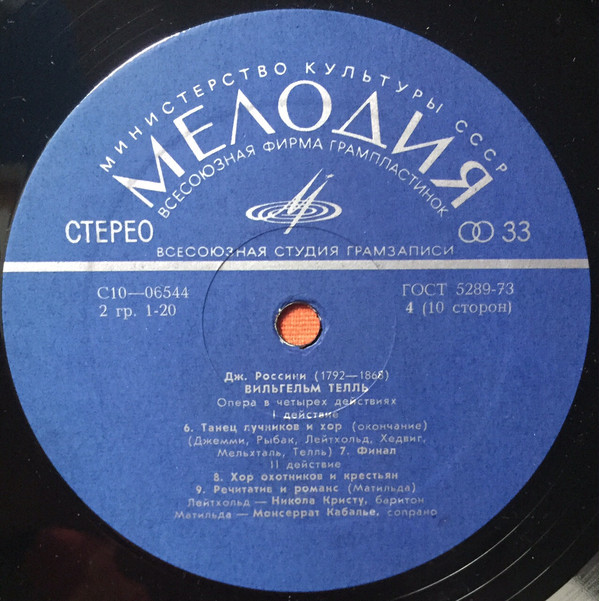 МИНИСТЕРСТВО КУЛЬТУРЫ СССР
МЕЛОДИЯ
ВСЕСОЮЗНАЯ ФИРМА ГРАМПЛАСТИНОК
СТЕРЕО
33
ВСЕСОЮЗНАЯ СТУДИЯ ГРАМЗАПИСИ
С10—06544
ГОСТ 5289-73
2 гр. 1-20
4 (10 сторон)
Дж. Россини (1792—1868)
ВИЛЬГЕЛЬМ ТЕЛЛЬ
Опера в четырех действиях
I действие
6. Танец лучников и хор (окончание)
(Джемми, Рыбак, Лейтхольд, Хедвиг,
Мельхталь, Телль) 7. Финал
II действие
8. Хор охотников и крестьян
9. Речитатив и романс (Матильда)
Лейтхольд — Никола Кристу, баритон
Матильда — Монсеррат Кабалье, сопрано